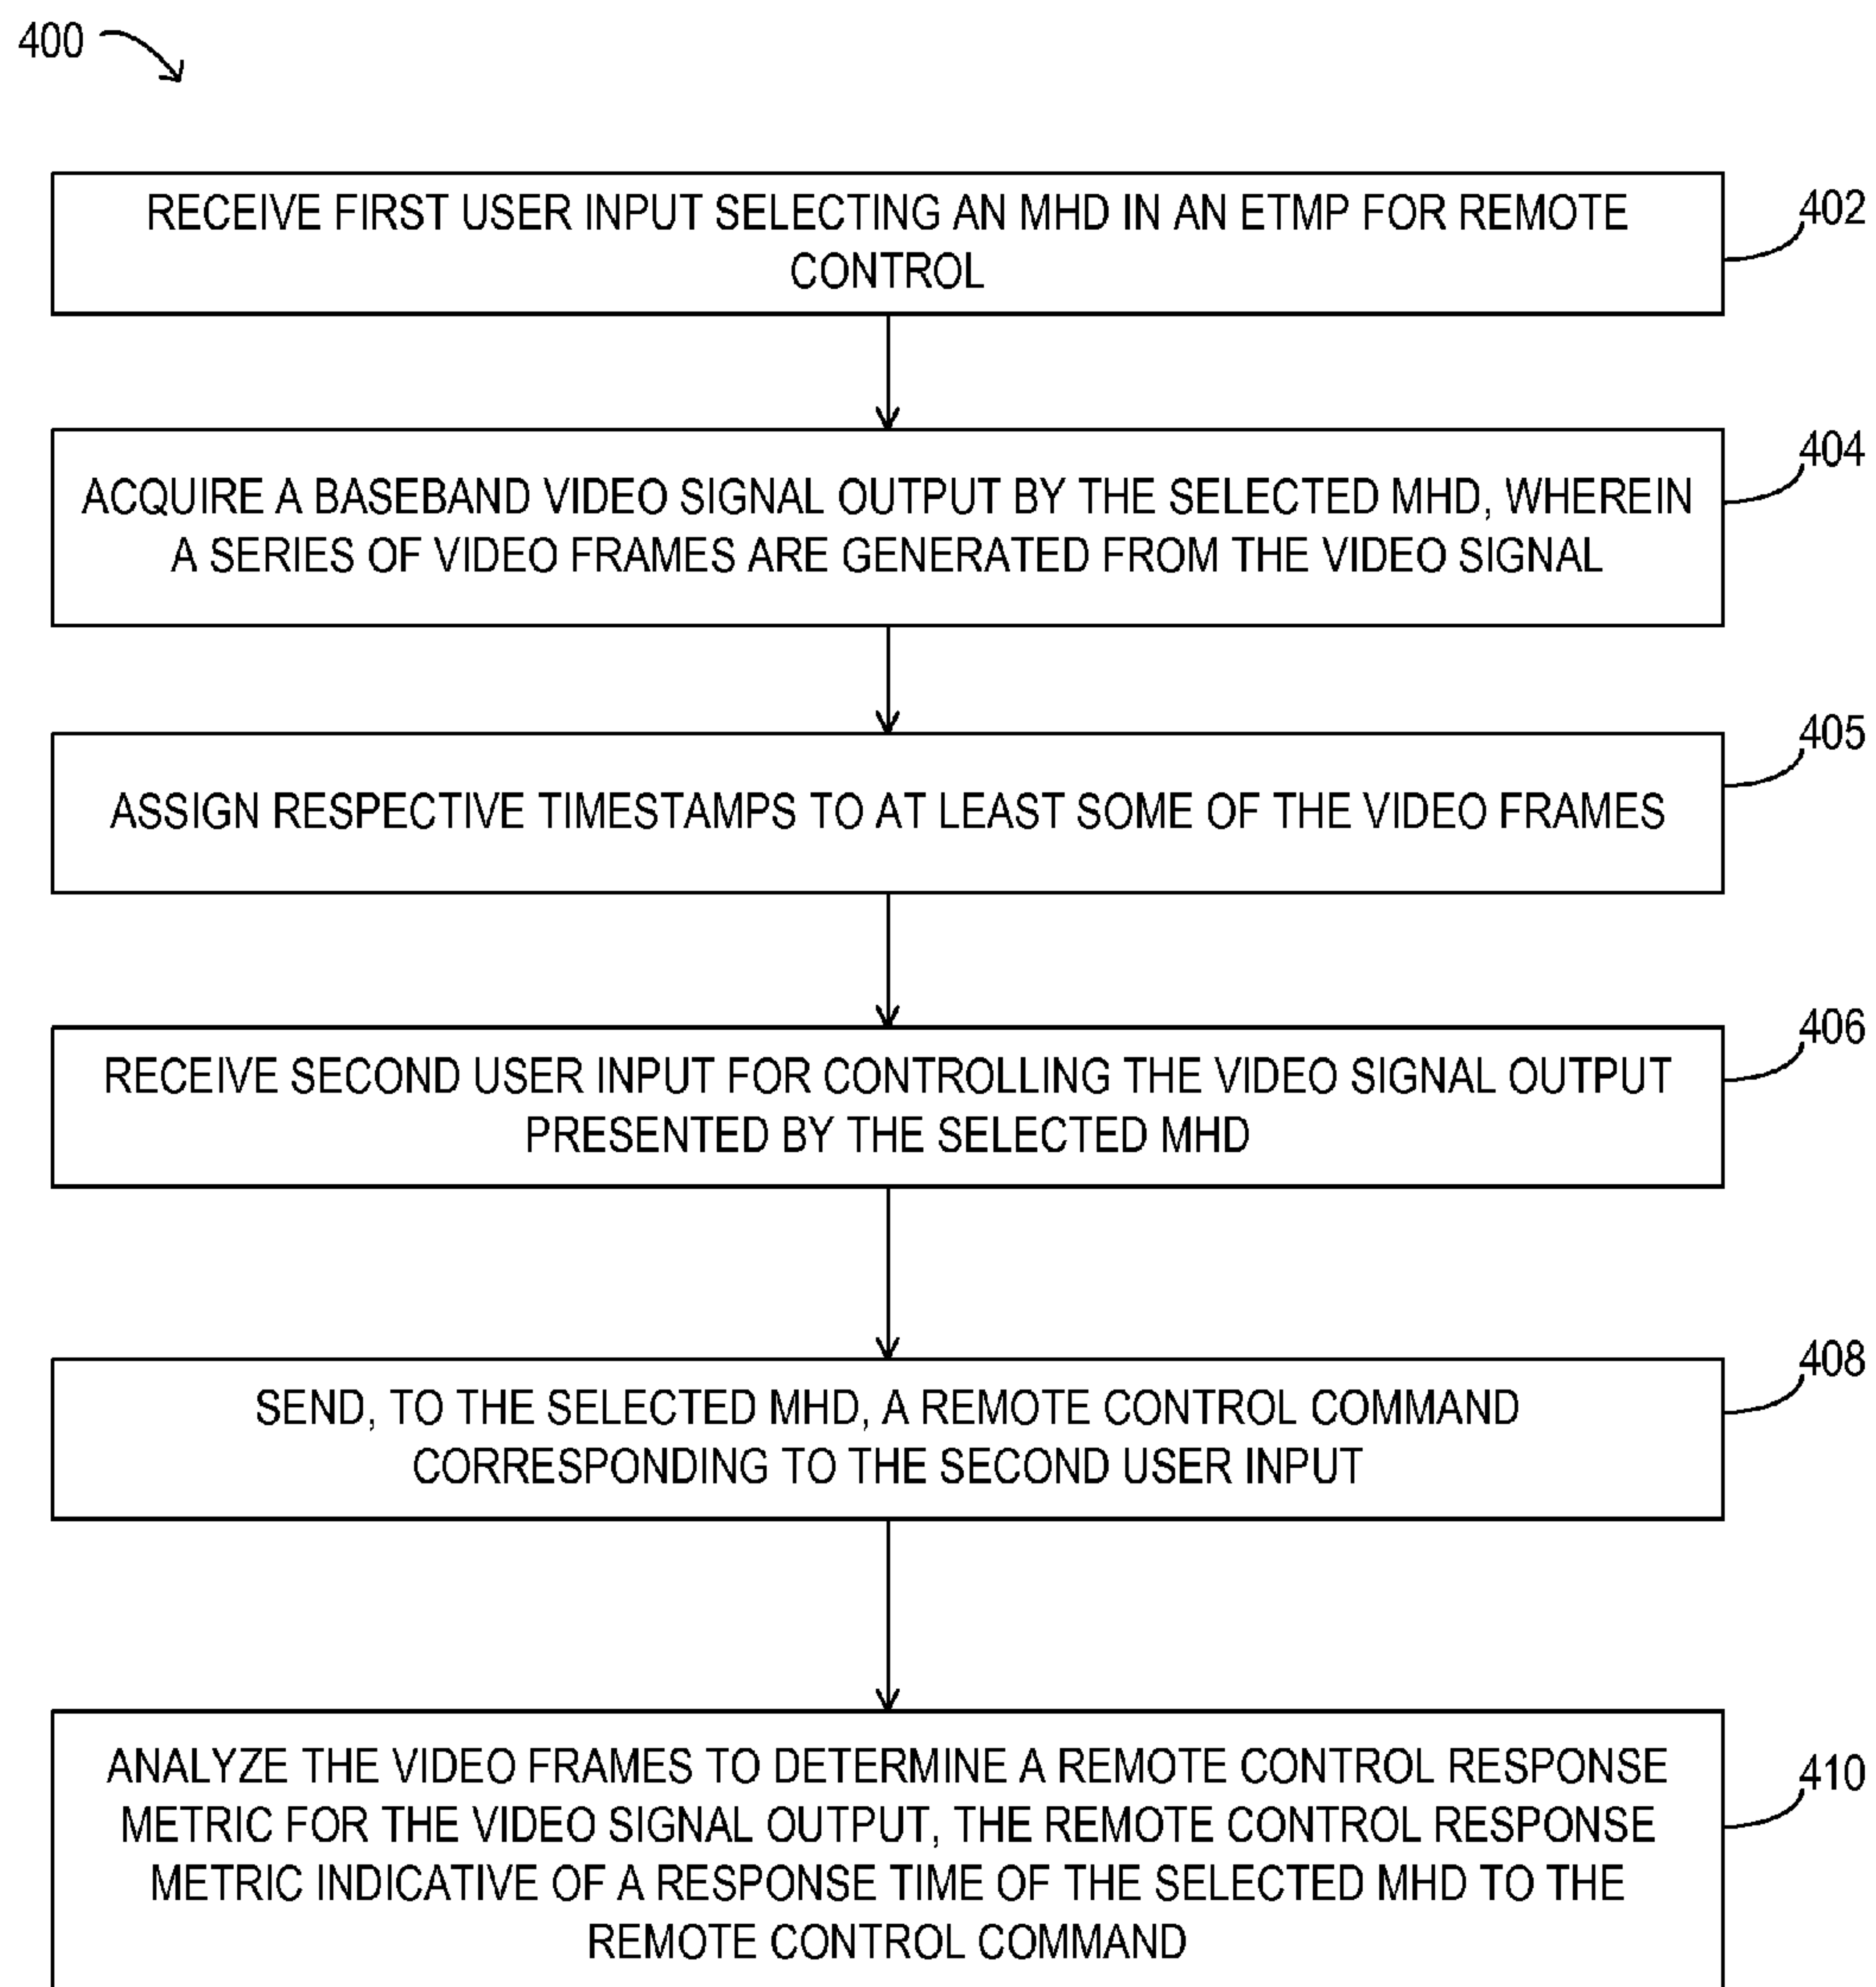 400
RECEIVE FIRST USER INPUT SELECTING AN MHD IN AN ETMP FOR REMOTE
CONTROL
402
ACQUIRE A BASEBAND VIDEO SIGNAL OUTPUT BY THE SELECTED MHD, WHEREIN
A SERIES OF VIDEO FRAMES ARE GENERATED FROM THE VIDEO SIGNAL
404
ASSIGN RESPECTIVE TIMESTAMPS TO AT LEAST SOME OF THE VIDEO FRAMES
405
RECEIVE SECOND USER INPUT FOR CONTROLLING THE VIDEO SIGNAL OUTPUT
PRESENTED BY THE SELECTED MHD
406
SEND, TO THE SELECTED MHD, A REMOTE CONTROL COMMAND
CORRESPONDING TO THE SECOND USER INPUT
408
ANALYZE THE VIDEO FRAMES TO DETERMINE A REMOTE CONTROL RESPONSE
METRIC FOR THE VIDEO SIGNAL OUTPUT, THE REMOTE CONTROL RESPONSE
METRIC INDICATIVE OF A RESPONSE TIME OF THE SELECTED MHD TO THE
REMOTE CONTROL COMMAND
410